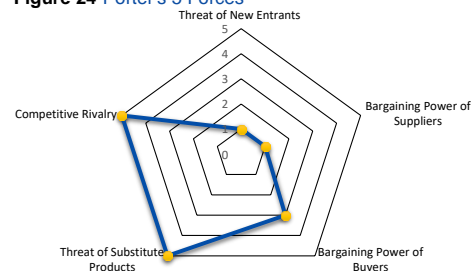 Figure 24 Porter's 5 Forces
Threat of New Entrants
5
4
3
2
1
0
Competitive Rivalry
Bargaining Power of
Suppliers
Threat of Substitute
Products
Bargaining Power of
Buyers